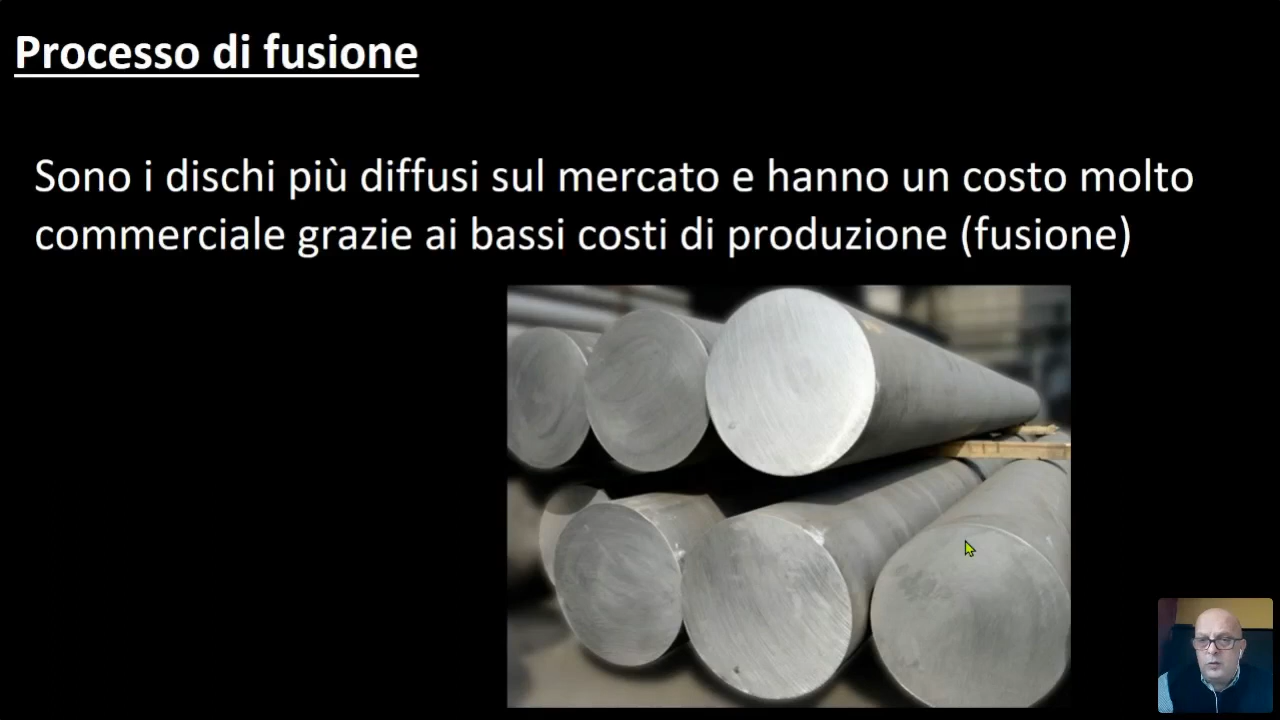 Processo di fusione
Sono i dischi più diffusi sul mercato e hanno un costo molto
commerciale grazie ai bassi costi di produzione (fusione)